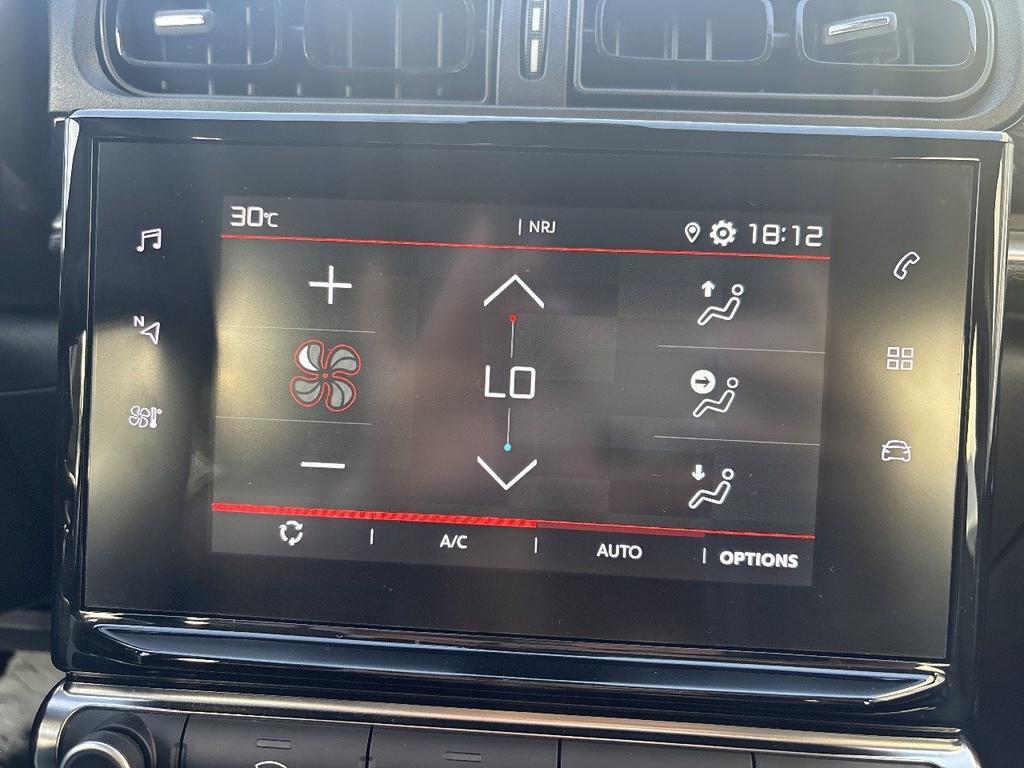 30°C
| NRJ
18:12
N
LO
A/C
AUTO
OPTIONS